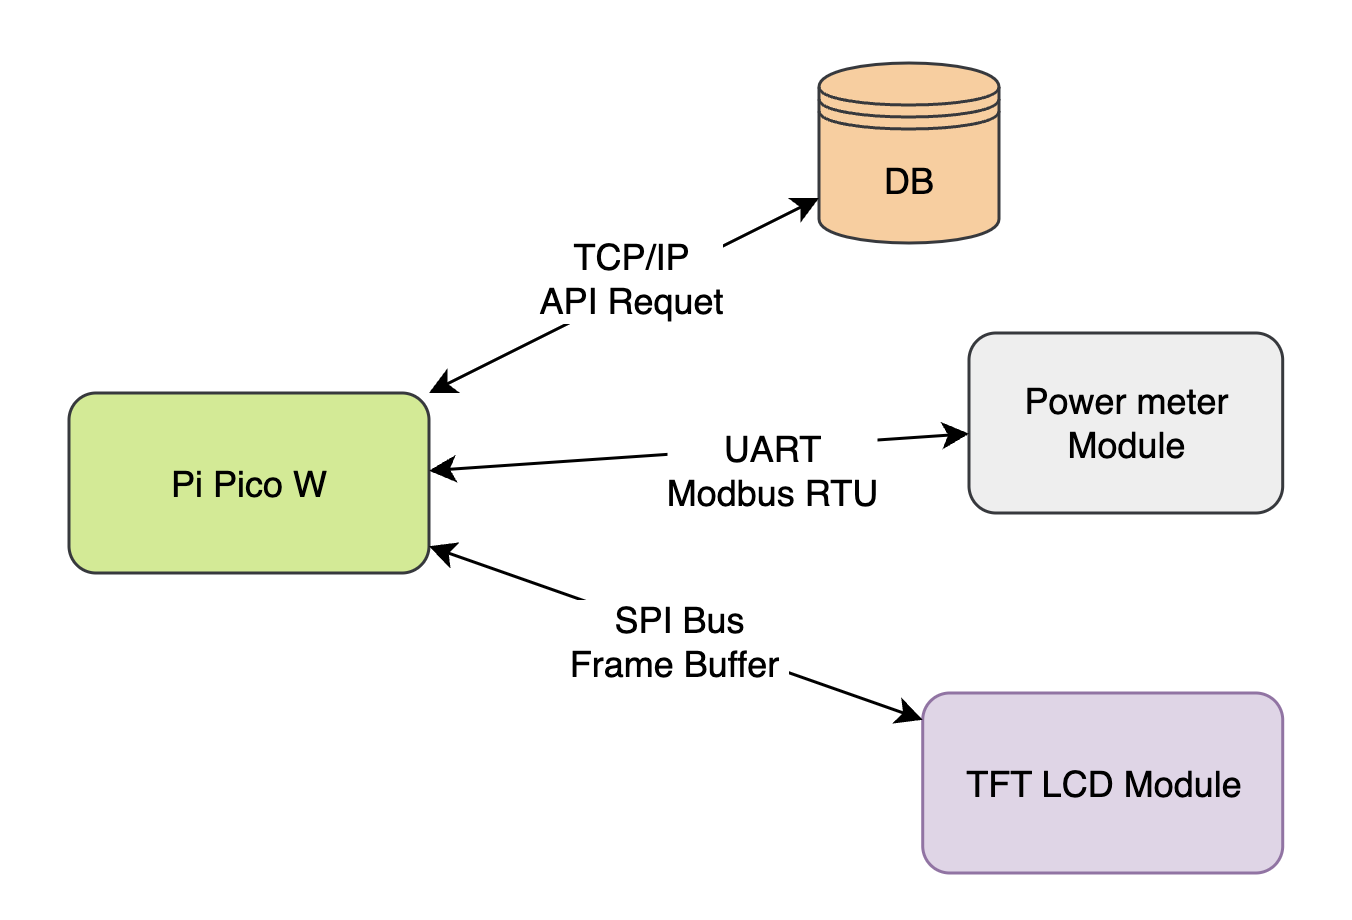 DB
TCP/IP
API Requet
Power meter
Module
UART
Modbus RTU
Pi Pico W
SPI Bus
Frame Buffer
TFT LCD Module